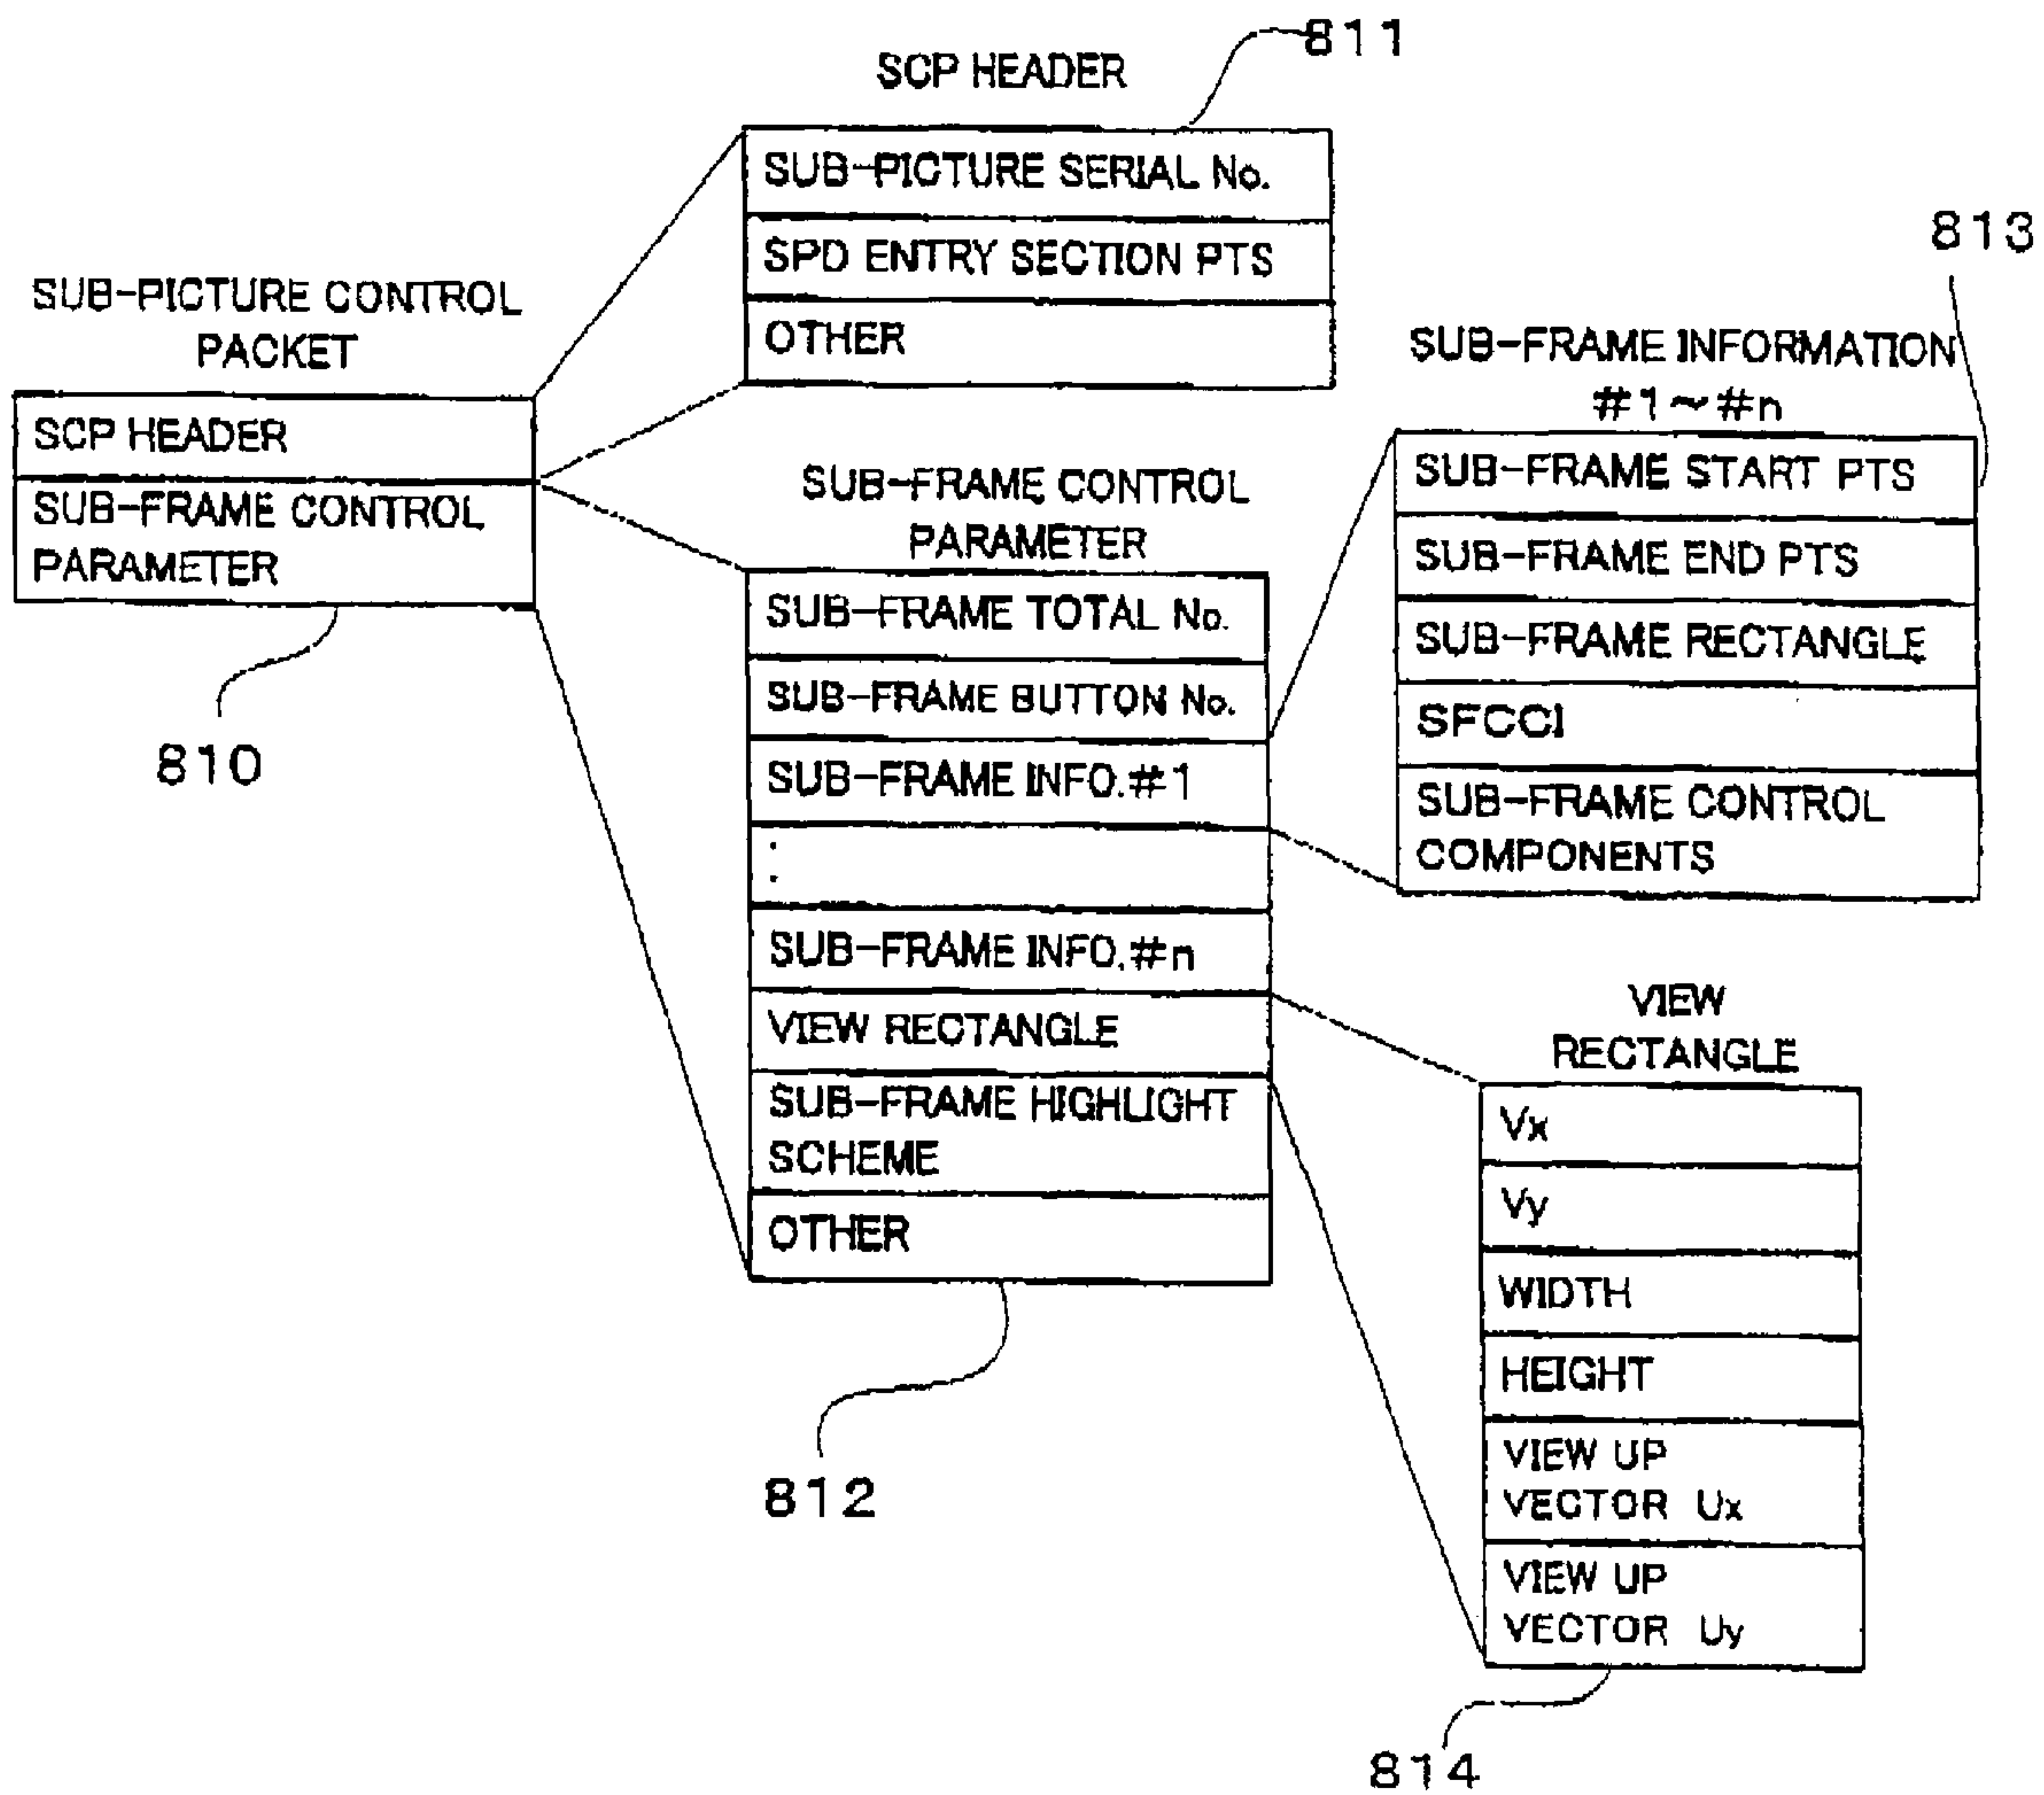 811
SCP HEADER
SUB-PICTURE SERIAL No.
SPD ENTRY SECTION PTS
OTHER
SUB-PICTURE CONTROL
PACKET
SCP HEADER
SUB-FRAME CONTROL
PARAMETER
810
SUB-FRAME CONTROL
PARAMETER
SUB-FRAME TOTAL No.
SUB-FRAME BUTTON No.
SUB-FRAME INFO.#1
:
SUB-FRAME INFO.#n
VIEW RECTANGLE
SUB-FRAME HIGHLIGHT
SCHEME
OTHER
812
813
SUB-FRAME INFORMATION
#1~#n
SUB-FRAME START PTS
SUB-FRAME END PTS
SUB-FRAME RECTANGLE
SFCCI
SUB-FRAME CONTROL
COMPONENTS
VIEW
RECTANGLE
Vx
Vy
WIDTH
HEIGHT
VIEW UP
VECTOR Ux
VIEW UP
VECTOR Uy
814